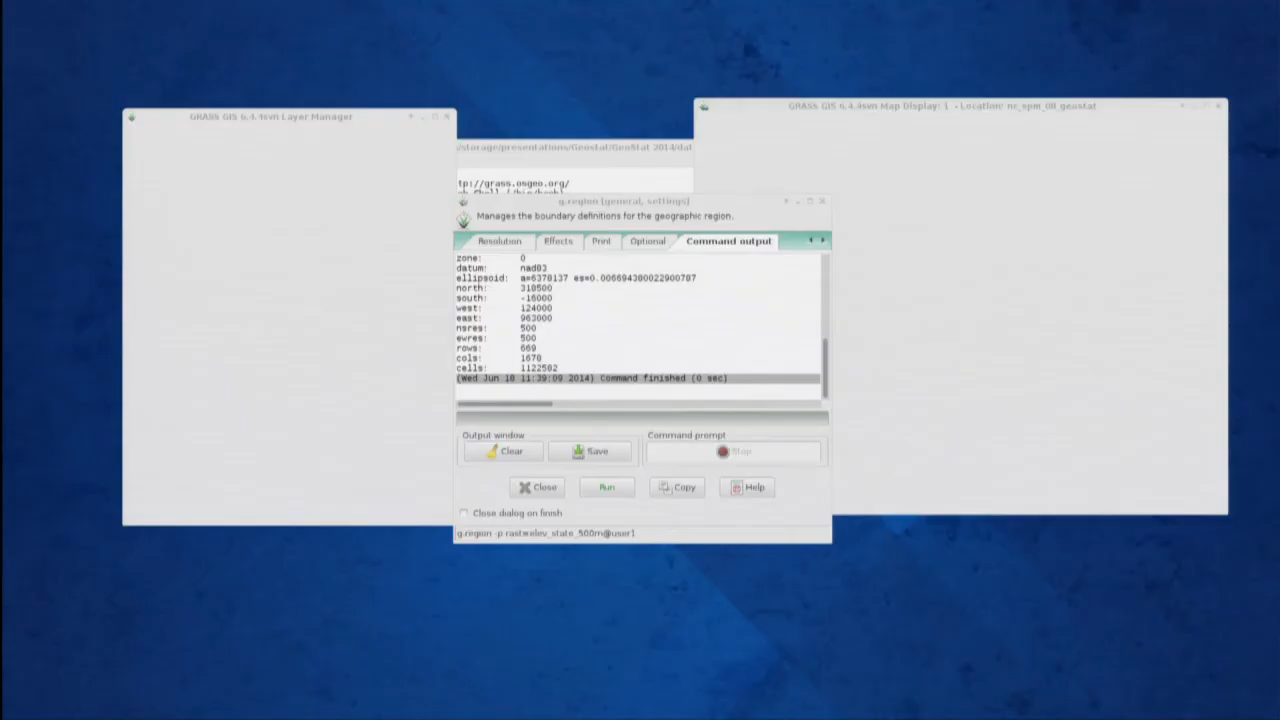 GRASS GIS 6.4.4svn Layer Manager
GRASS GIS 6.4.4svn Map Display: 1 - Location: nc_spm_08_geostat
/storage/presentations/Geostat/GeoStat 2014/dat
tp://grass.osgeo.org/
g.region [general, settings]
Manages the boundary definitions for the geographic region.
Resolution Effects Print Optional Command output
zone: 0
datum: nad83
ellipsoid: a=6378137 es=0.006694380022900787
north: 318500
south: -16000
west: 124000
east: 963000
nsres: 500
ewres: 500
rows: 669
cols: 1678
cells: 1122582
(Wed Jun 18 11:39:09 2014) Command finished (0 sec)
Output window Command prompt
Clear Save Stop
Close Run Copy Help
Close dialog on finish
g.region -p rast=elev_state_500m@user1